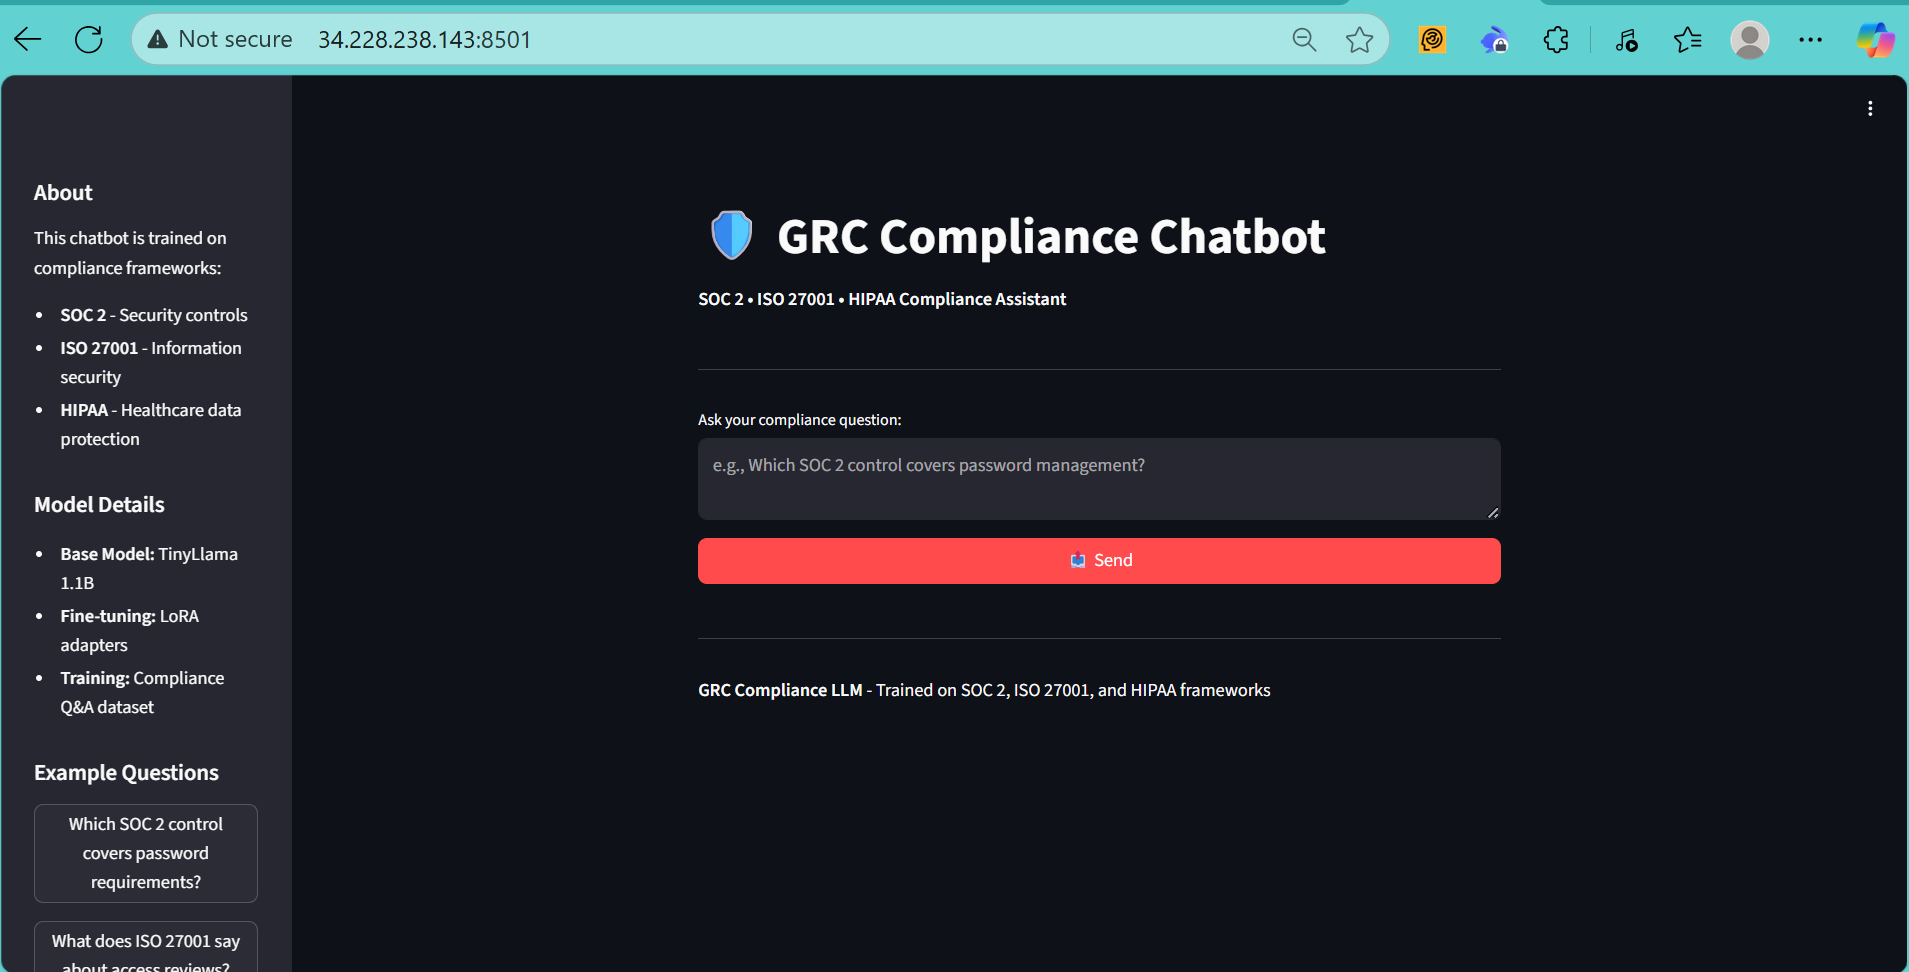 Not secure 34.228.238.143:8501
About
This chatbot is trained on
compliance frameworks:
SOC 2 - Security controls
ISO 27001 - Information
security
HIPAA - Healthcare data
protection
Model Details
Base Model: TinyLlama
1.1B
Fine-tuning: LoRA
adapters
Training: Compliance
Q&A dataset
Example Questions
Which SOC 2 control
covers password
requirements?
What does ISO 27001 say
about access reviews?
GRC Compliance Chatbot
SOC 2 • ISO 27001 • HIPAA Compliance Assistant
Ask your compliance question:
e.g., Which SOC 2 control covers password management?
Send
GRC Compliance LLM - Trained on SOC 2, ISO 27001, and HIPAA frameworks